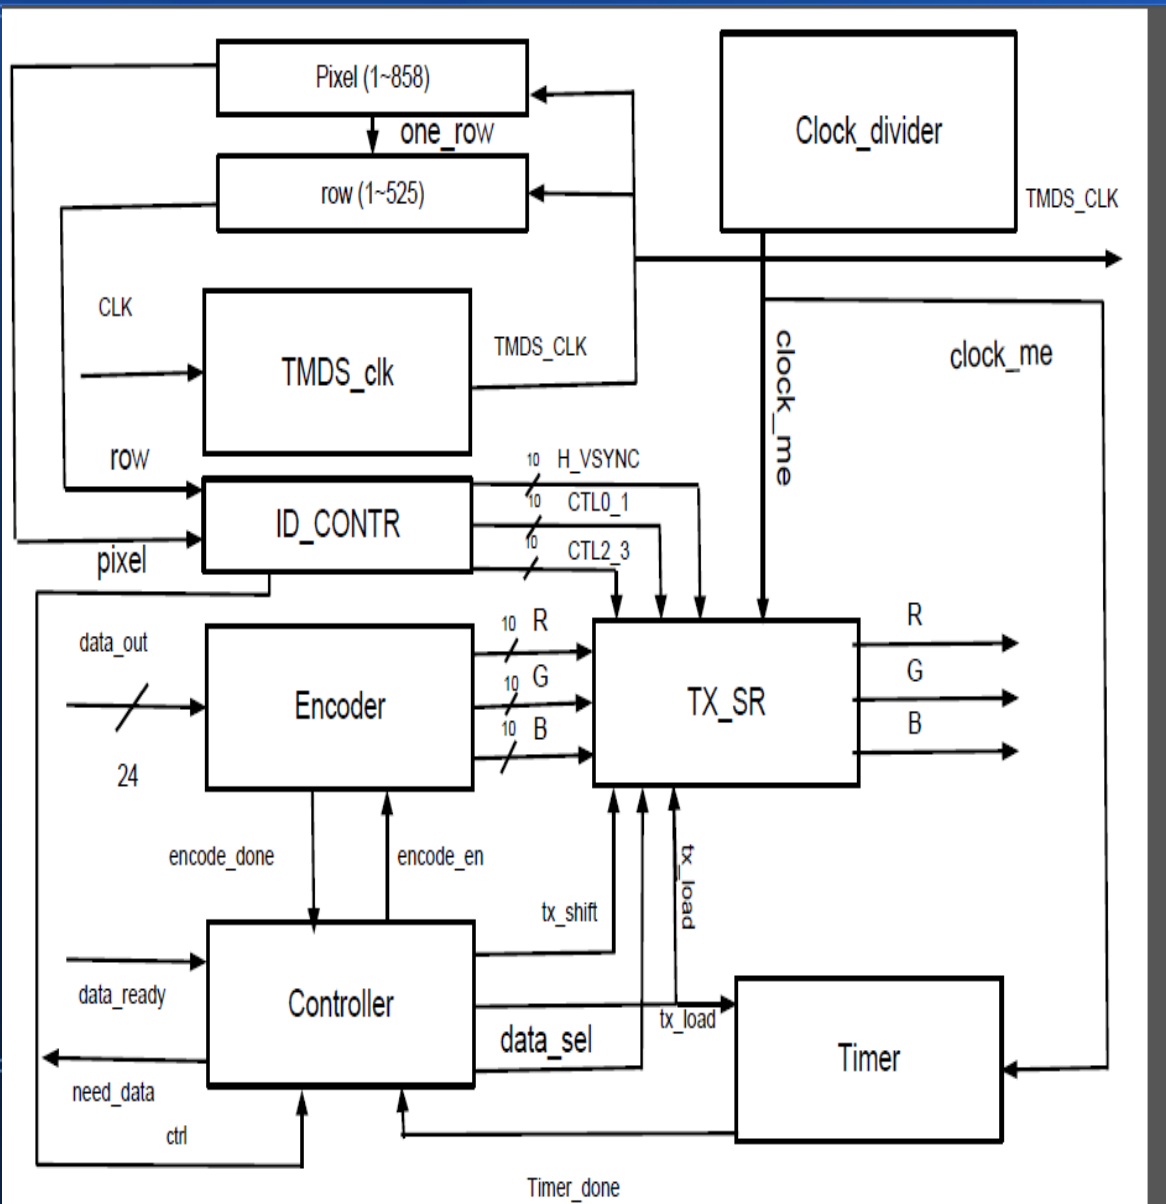 Pixel (1~858)
one_row
row (1~525)
Clock_divider
TMDS_CLK
CLK
TMDS_clk
TMDS_CLK
clock_me
clock_me
row
pixel
ID_CONTR
10 H_VSYNC
10 CTL0_1
10 CTL2_3
data_out
24
Encoder
10 R
10 G
10 B
TX_SR
R
G
B
encode_done
encode_en
tx_shift
tx_load
data_ready
Controller
need_data
ctrl
data_sel
tx_load
Timer
Timer_done